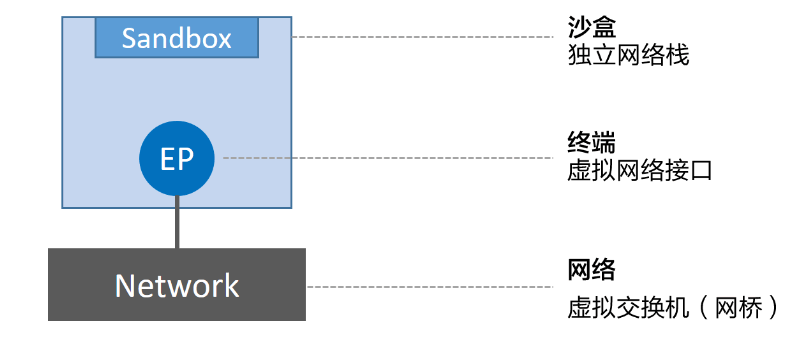 Sandbox
沙盒
独立网络栈
EP
终端
虚拟网络接口
Network
网络
虚拟交换机（网桥）